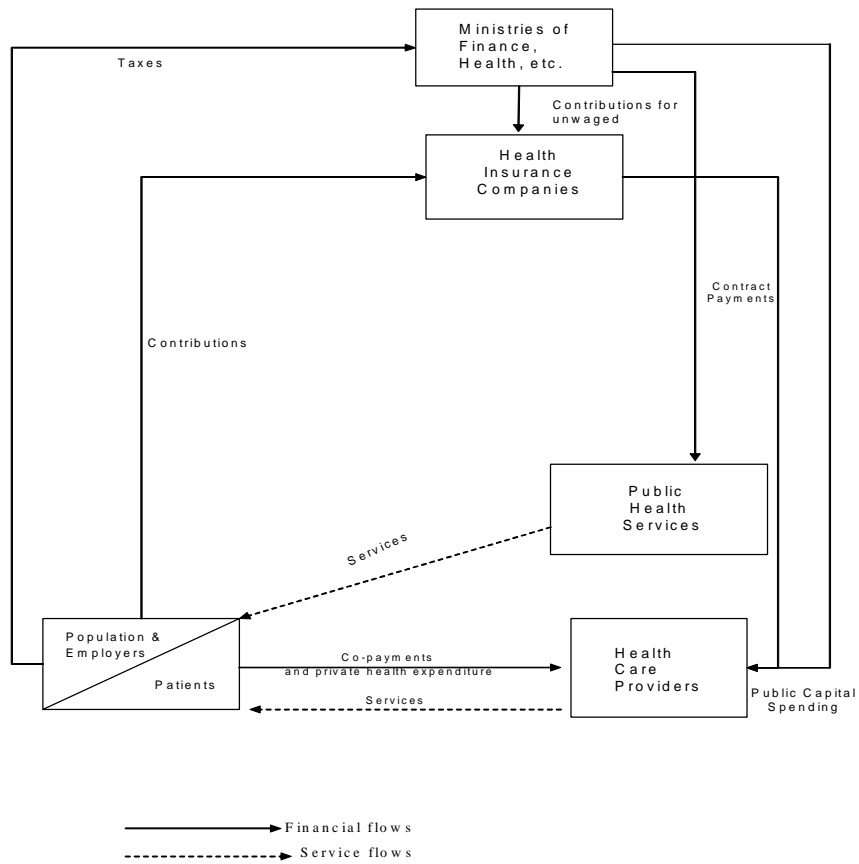 Ministries of
Finance,
Health, etc.
Taxes
Contributions for
unwaged
Health
Insurance
Companies
Contract
Payments
Contributions
Public
Health
Services
Services
Population &
Employers
Patients
Co-payments
and private health expenditure
Services
Health
Care
Providers
Public Capital
Spending
Financial flows
Service flows